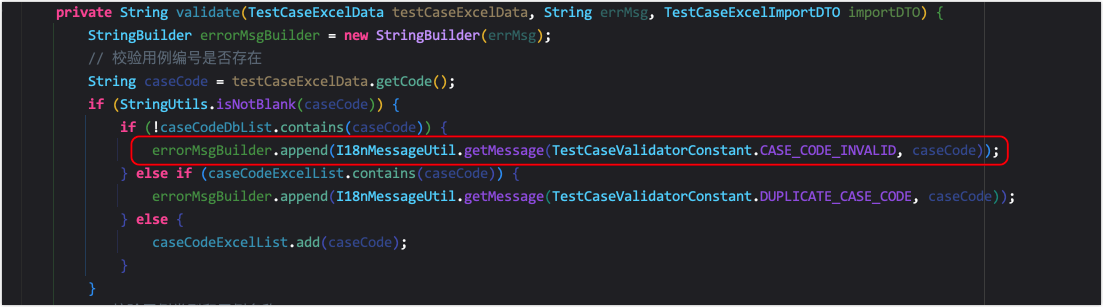 private String validate(TestCaseExcelData testCaseExcelData, String errMsg, TestCaseExcelImportDTO importDTO) {
StringBuilder errorMsgBuilder = new StringBuilder(errMsg);
// 校验用例编号是否存在
String caseCode = testCaseExcelData.getCode();
if (StringUtils.isNotBlank(caseCode)) {
if (!caseCodeDbList.contains(caseCode)) {
errorMsgBuilder.append(I18nMessageUtil.getMessage(TestCaseValidatorConstant.CASE_CODE_INVALID, caseCode));
} else if (caseCodeExcelList.contains(caseCode)) {
errorMsgBuilder.append(I18nMessageUtil.getMessage(TestCaseValidatorConstant.DUPLICATE_CASE_CODE, caseCode));
} else {
caseCodeExcelList.add(caseCode);
}
}